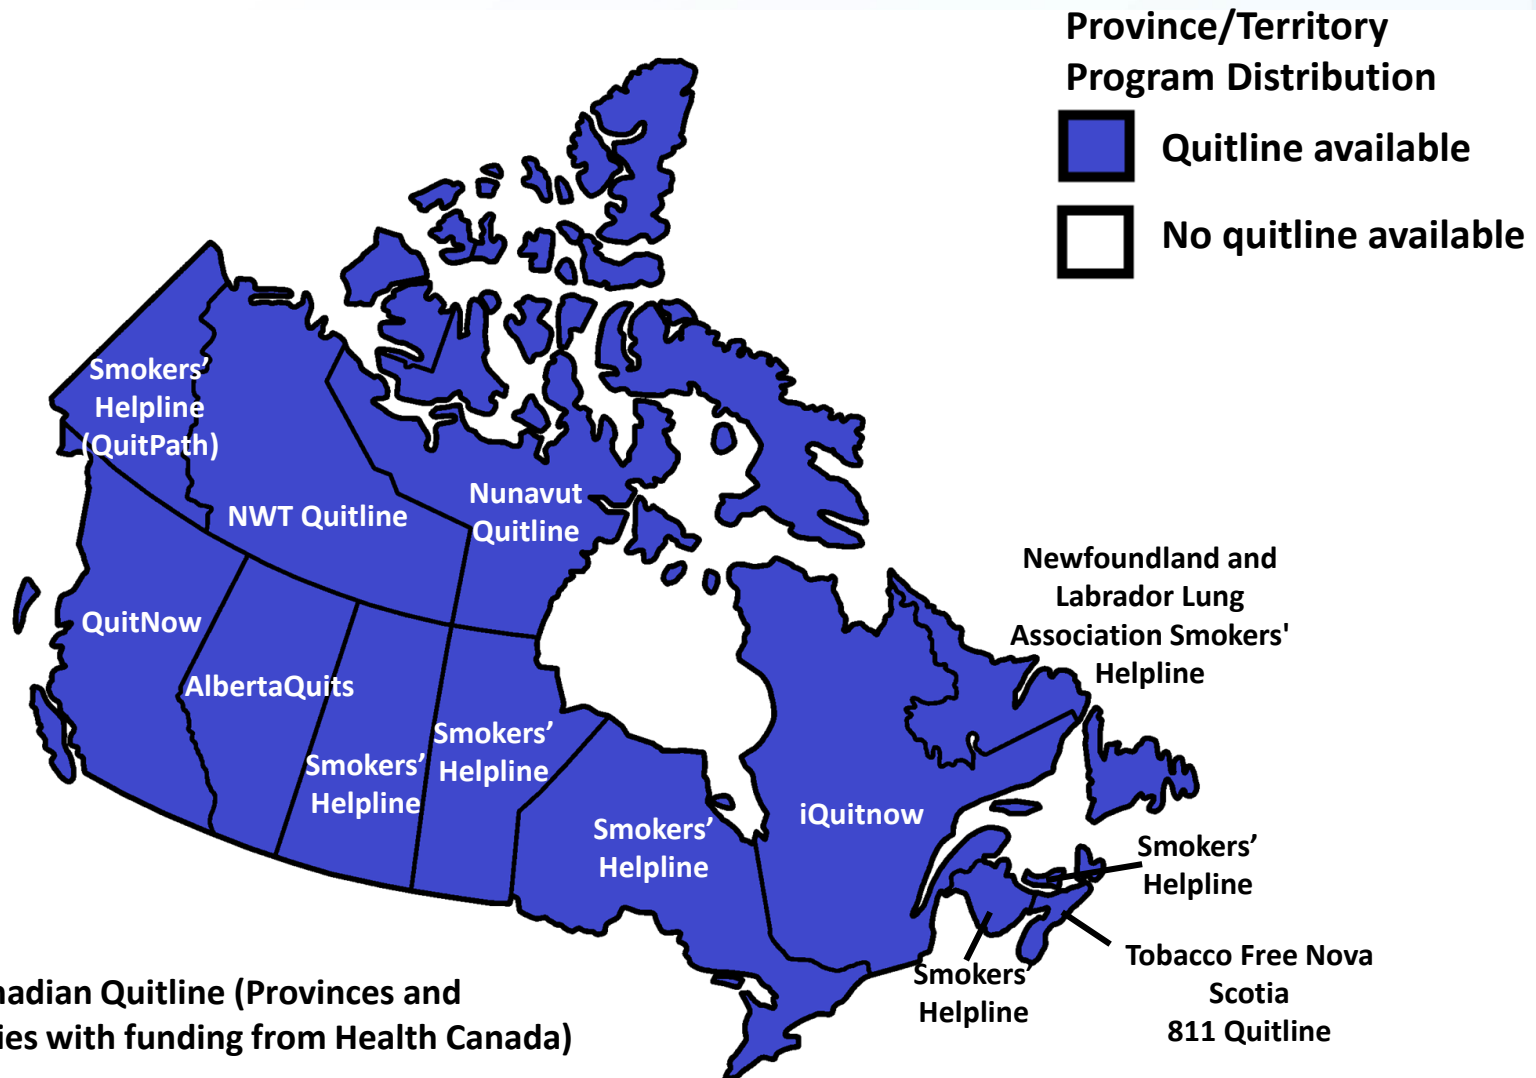 Province/Territory
Program Distribution
Quitline available
No quitline available
Smokers’
Helpline
(QuitPath)
NWT Quitline
Nunavut
Quitline
QuitNow
AlbertaQuits
Smokers’
Helpline
Smokers’
Helpline
Smokers’
Helpline
iQuitnow
Newfoundland and
Labrador Lung
Association Smokers'
Helpline
Smokers’
Helpline
Smokers’
Helpline
Tobacco Free Nova
Scotia
811 Quitline
nadian Quitline (Provinces and
ies with funding from Health Canada)